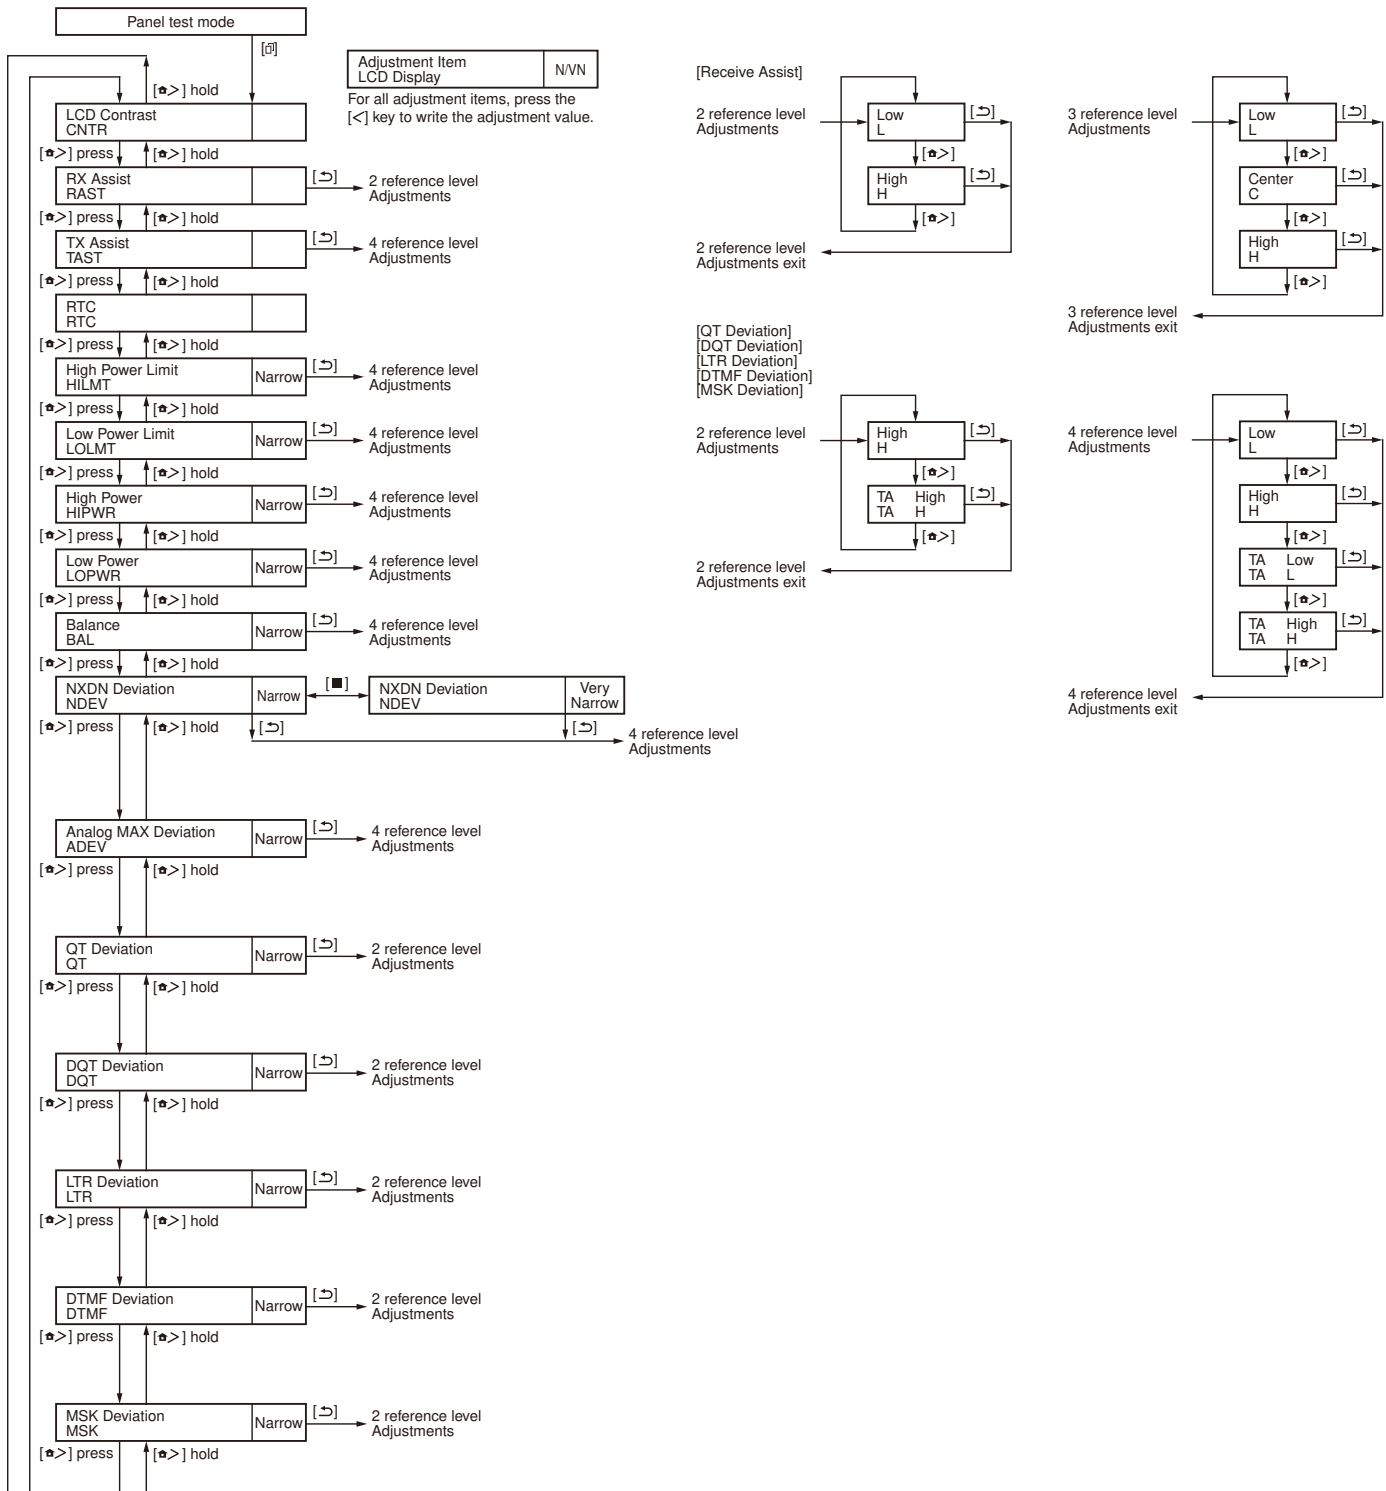 Panel test mode
[ ]
Adjustment Item
LCD Display
N/VN
For all adjustment items, press the
[<] key to write the adjustment value.
[ >] hold
LCD Contrast
CNTR
[ >] press
[ >] hold
RX Assist
RAST
[ ]
2 reference level
Adjustments
[ >] press
[ >] hold
TX Assist
TAST
[ ]
4 reference level
Adjustments
[ >] press
[ >] hold
RTC
RTC
[ >] press
[ >] hold
High Power Limit
HILMT
Narrow
[ ]
4 reference level
Adjustments
[ >] press
[ >] hold
Low Power Limit
LOLMT
Narrow
[ ]
4 reference level
Adjustments
[ >] press
[ >] hold
High Power
HIPWR
Narrow
[ ]
4 reference level
Adjustments
[ >] press
[ >] hold
Low Power
LOPWR
Narrow
[ ]
4 reference level
Adjustments
[ >] press
[ >] hold
Balance
BAL
Narrow
[ ]
4 reference level
Adjustments
[ >] press
[ >] hold
NXDN Deviation
NDEV
Narrow
[■]
NXDN Deviation
NDEV
Very
Narrow
[ >] press
[ >] hold
[ ]
[ ]
4 reference level
Adjustments
Analog MAX Deviation
ADEV
Narrow
[ ]
4 reference level
Adjustments
[ >] press
[ >] hold
QT Deviation
QT
Narrow
[ ]
2 reference level
Adjustments
[ >] press
[ >] hold
DQT Deviation
DQT
Narrow
[ ]
2 reference level
Adjustments
[ >] press
[ >] hold
LTR Deviation
LTR
Narrow
[ ]
2 reference level
Adjustments
[ >] press
[ >] hold
DTMF Deviation
DTMF
Narrow
[ ]
2 reference level
Adjustments
[ >] press
[ >] hold
MSK Deviation
MSK
Narrow
[ ]
2 reference level
Adjustments
[ >] press
[ >] hold
[Receive Assist]
2 reference level
Adjustments
Low
L
[ ]
[ >]
High
H
[ ]
[ >]
2 reference level
Adjustments exit
[QT Deviation]
[DQT Deviation]
[LTR Deviation]
[DTMF Deviation]
[MSK Deviation]
2 reference level
Adjustments
High
H
[ ]
[ >]
TA High
TA H
[ ]
[ >]
2 reference level
Adjustments exit
3 reference level
Adjustments
Low
L
[ ]
[ >]
Center
C
[ ]
[ >]
High
H
[ ]
[ >]
3 reference level
Adjustments exit
4 reference level
Adjustments
Low
L
[ ]
[ >]
High
H
[ ]
[ >]
TA Low
TA L
[ ]
[ >]
TA High
TA H
[ ]
[ >]
4 reference level
Adjustments exit